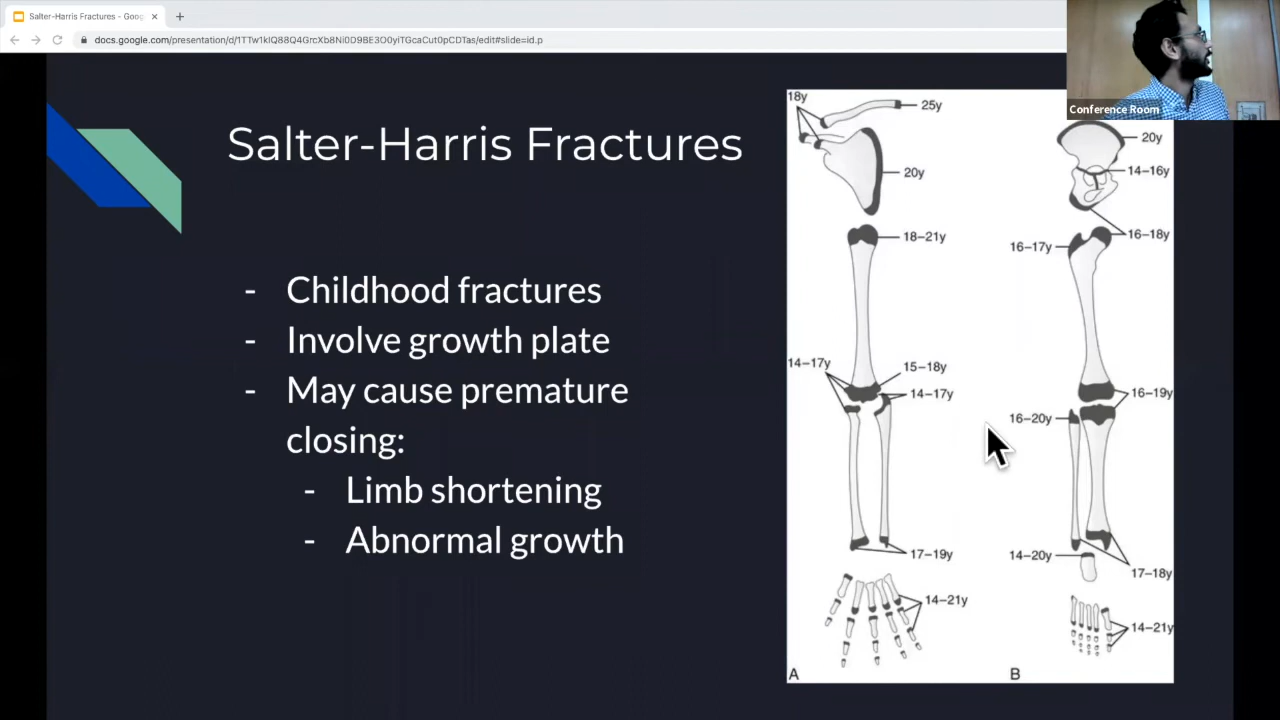 Salter-Harris Fractures - Goog
docs.google.com/presentation/d/1TTw1kIQ88Q4GrcXb8Ni0D9BE3O0yiTGcaCut0pCDTas/edit#slide=id.p
Conference Room
Salter-Harris Fractures
- Childhood fractures
- Involve growth plate
- May cause premature
closing:
- Limb shortening
- Abnormal growth
18y
25y
20y
18–21y
14–17y
15–18y
14–17y
17–19y
14–21y
A
20y
14–16y
16–18y
16–17y
16–19y
16–20y
14–20y
17–18y
14–21y
B